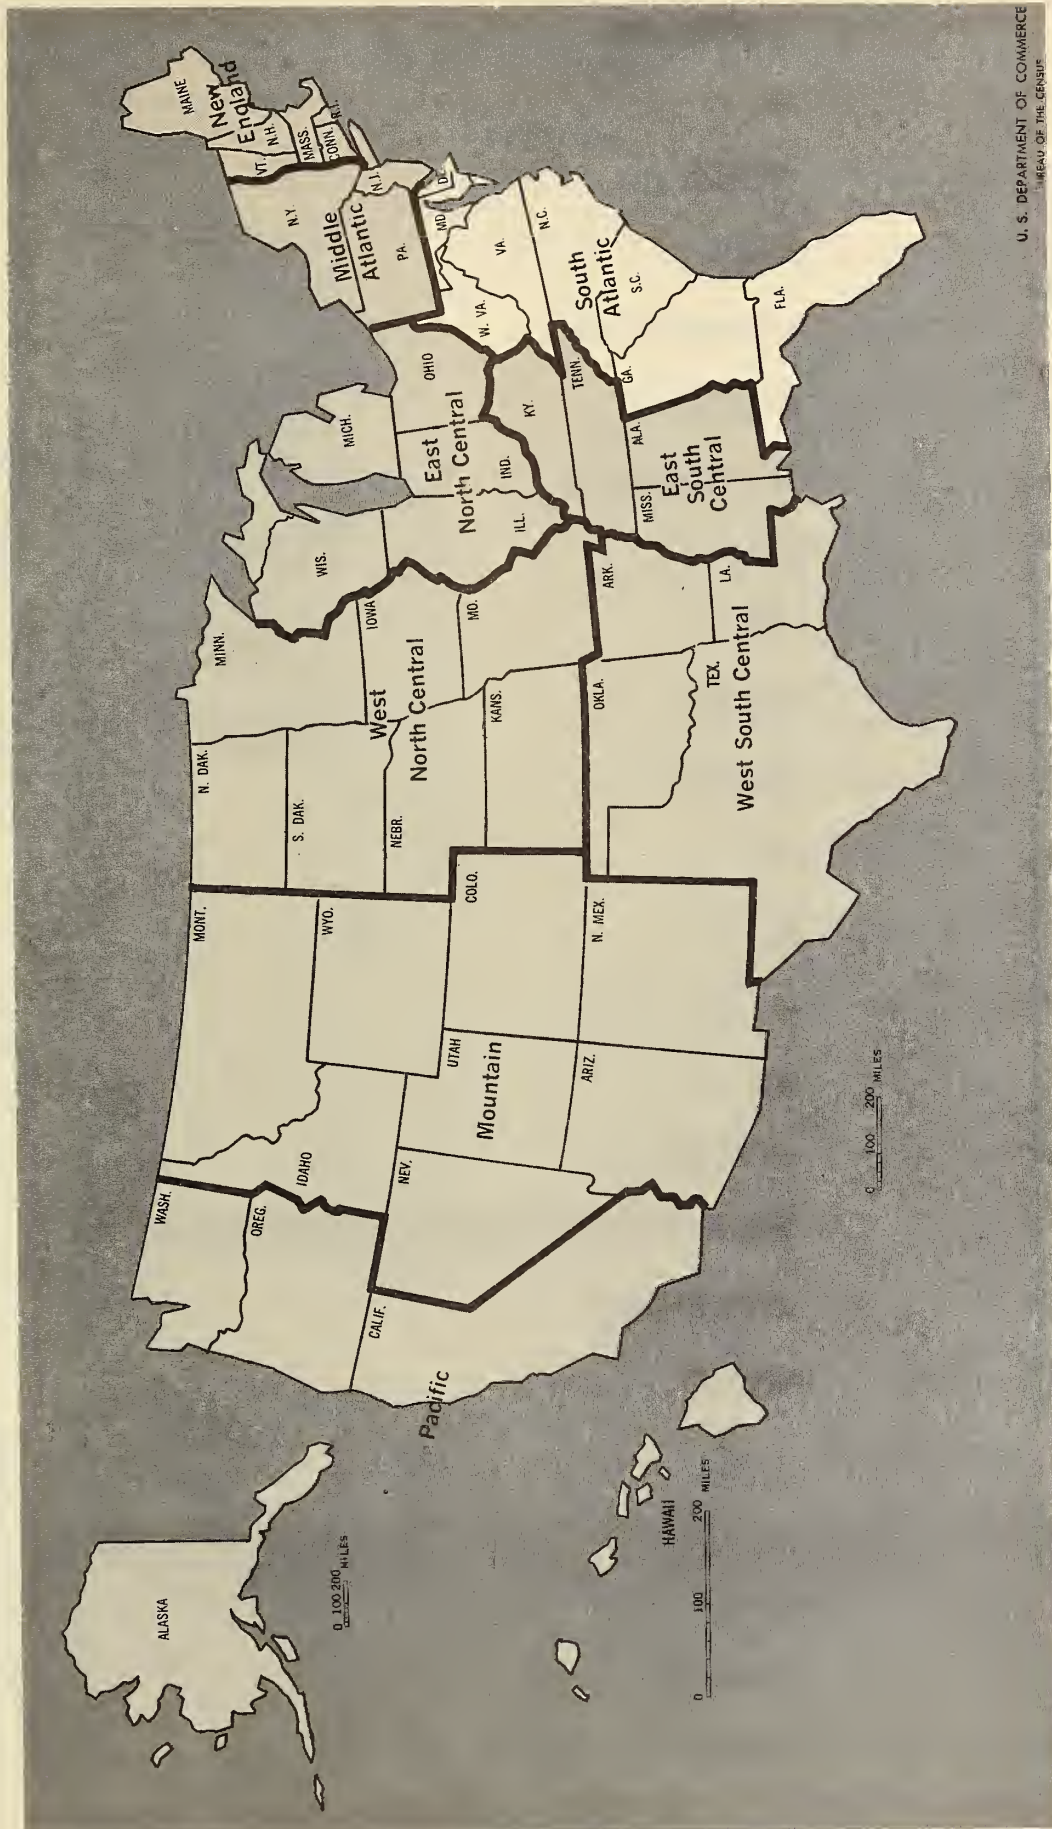 ALASKA
0 100 200
MILES
HAWAII
0 100 200
MILES
WASH.
OREG.
CALIF.
Pacific
IDAHO
NEV.
MONT.
WYO.
UTAH
COLO.
Mountain
ARIZ.
N. MEX.
0 100 200
MILES
N. DAK.
S. DAK.
NEBR.
KANS.
MINN.
IOWA
MO.
West
North Central
OKLA.
TEX.
ARK.
LA.
West South Central
WIS.
MICH.
ILL.
IND.
OHIO
East
North Central
KY.
TENN.
MISS.
ALA.
East
South
Central
N.Y.
PA.
N.J.
Middle
Atlantic
MAINE
New
England
VT.
N.H.
MASS.
CONN.
R.I.
D.
MD
W. VA.
VA.
N.C.
S.C.
GA.
FLA.
South
Atlantic
U. S. DEPARTMENT OF COMMERCE
BUREAU OF THE CENSUS